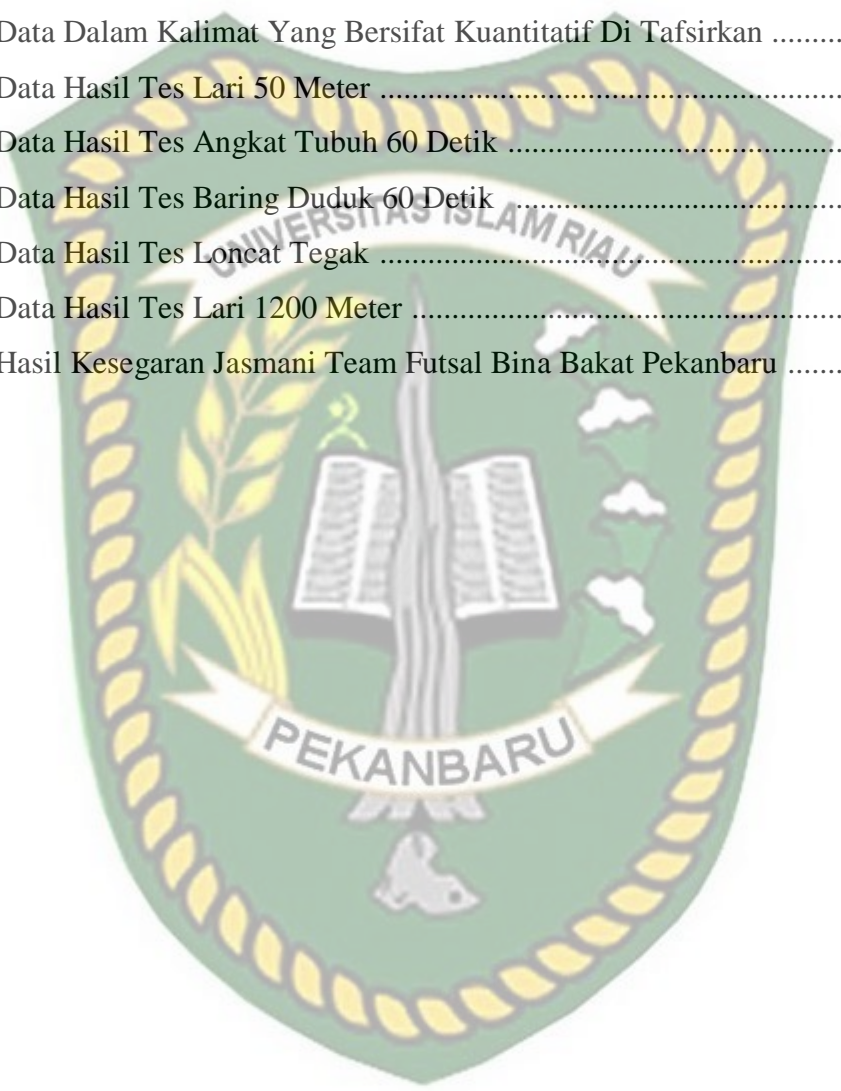 Data Dalam Kalimat Yang Bersifat Kuantitatif Di Tafsirkan .........
Data Hasil Tes Lari 50 Meter ..................................................
Data Hasil Tes Angkat Tubuh 60 Detik ....................................
Data Hasil Tes Baring Duduk 60 Detik ...................................
UNIVERSITAS ISLAM RIAU
Data Hasil Tes Loncat Tegak ..................................................
Data Hasil Tes Lari 1200 Meter ..............................................
Hasil Kesegaran Jasmani Team Futsal Bina Bakat Pekanbaru .......
PEKANBARU